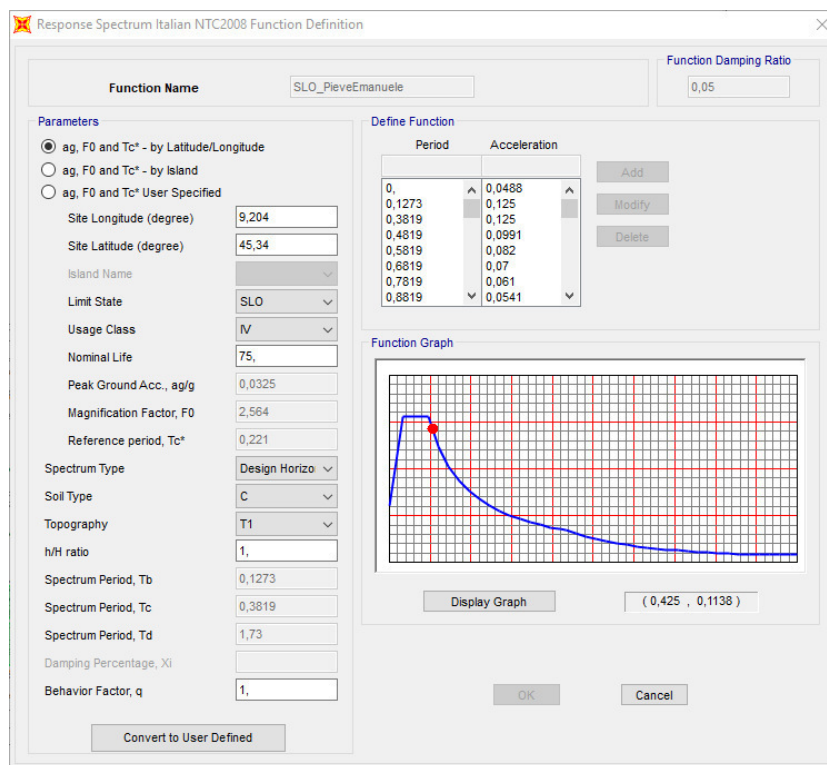 Response Spectrum Italian NTC2008 Function Definition
Function Damping Ratio
Function Name SLO_PieveEmanuele 0,05
Parameters
ag, F0 and Tc* - by Latitude/Longitude
ag, F0 and Tc* - by Island
ag, F0 and Tc* User Specified
Site Longitude (degree) 9,204
Site Latitude (degree) 45,34
Island Name
Limit State SLO
Usage Class IV
Nominal Life 75,
Peak Ground Acc., ag/g 0,0325
Magnification Factor, F0 2,564
Reference period, Tc* 0,221
Spectrum Type Design Horizo
Soil Type C
Topography T1
h/H ratio 1,
Spectrum Period, Tb 0,1273
Spectrum Period, Tc 0,3819
Spectrum Period, Td 1,73
Damping Percentage, Xi
Behavior Factor, q 1,
Convert to User Defined
Define Function
Period Acceleration
0, 0,0488
0,1273 0,125
0,3819 0,125
0,4819 0,0991
0,5819 0,082
0,6819 0,07
0,7819 0,061
0,8819 0,0541
Add
Modify
Delete
Function Graph
Display Graph (0,425 , 0,1138 )
OK Cancel